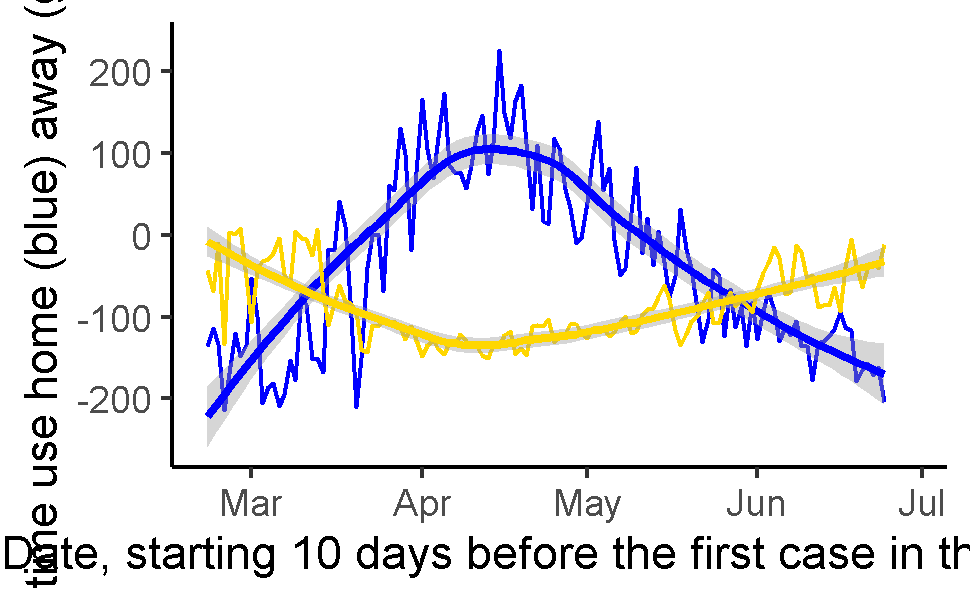 time use home (blue) away (
200
100
0
-100
-200
Mar Apr May Jun Jul
Date, starting 10 days before the first case in th